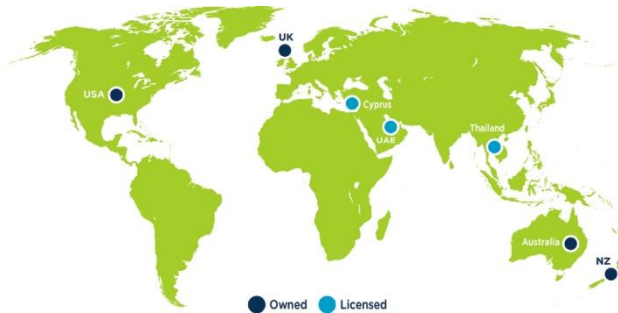 UK
USA
Cyprus
UAE
Thailand
Australia
NZ
Owned
Licensed